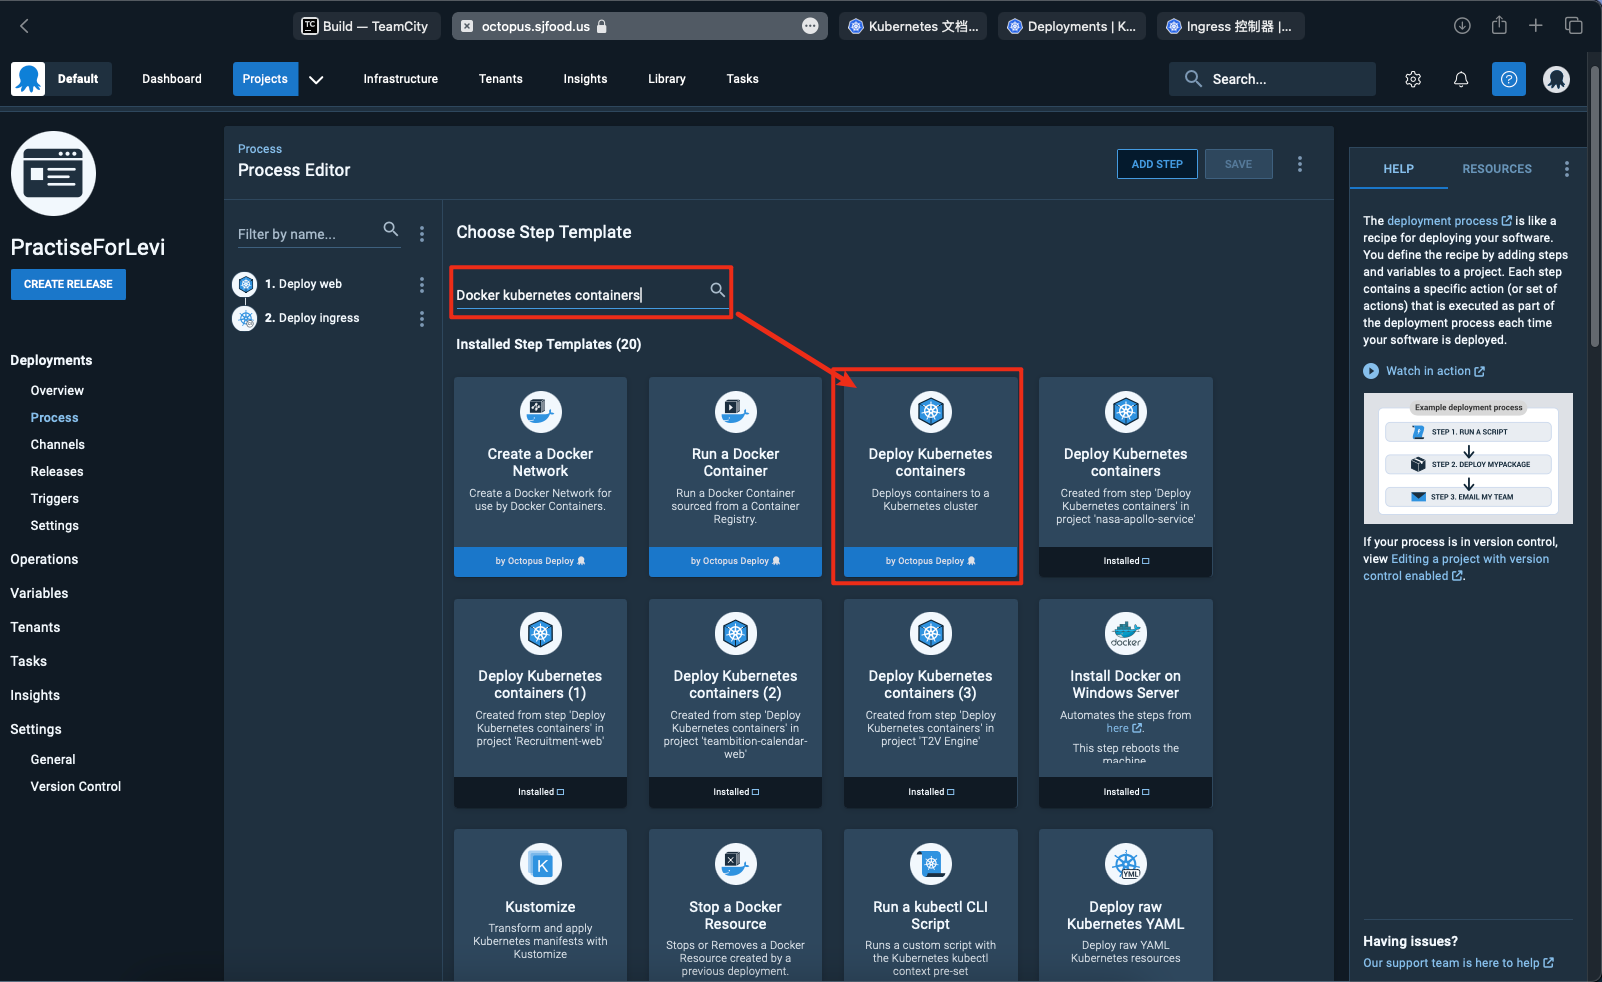 TC
Build — TeamCity
octopus.sjfood.us
Kubernetes 文档...
Deployments | K...
Ingress 控制器 |...
Default
Dashboard
Projects
Infrastructure
Tenants
Insights
Library
Tasks
Search...
PractiseForLevi
CREATE RELEASE
Deployments
Overview
Process
Channels
Releases
Triggers
Settings
Operations
Variables
Tenants
Tasks
Insights
Settings
General
Version Control
Process
Process Editor
ADD STEP
SAVE
Filter by name...
1. Deploy web
2. Deploy ingress
Choose Step Template
Docker kubernetes containers
Installed Step Templates (20)
Create a Docker
Network
Create a Docker Network for
use by Docker Containers.
by Octopus Deploy
Run a Docker
Container
Run a Docker Container
sourced from a Container
Registry.
by Octopus Deploy
Deploy Kubernetes
containers
Deploys containers to a
Kubernetes cluster
by Octopus Deploy
Deploy Kubernetes
containers
Created from step 'Deploy
Kubernetes containers' in
project 'nasa-apollo-service'
Installed
Deploy Kubernetes
containers (1)
Created from step 'Deploy
Kubernetes containers' in
project 'Recruitment-web'
Installed
Deploy Kubernetes
containers (2)
Created from step 'Deploy
Kubernetes containers' in
project 'teambition-calendar-
web'
Installed
Deploy Kubernetes
containers (3)
Created from step 'Deploy
Kubernetes containers' in
project 'T2V Engine'
Installed
docker
Install Docker on
Windows Server
Automates the steps from
here.
This step reboots the
machine
Installed
K
Kustomize
Transform and apply
Kubernetes manifests with
Kustomize
Stop a Docker
Resource
Stops or Removes a Docker
Resource created by a
previous deployment.
Run a kubectl CLI
Script
Runs a custom script with
the Kubernetes kubectl
context pre-set
YML
Deploy raw
Kubernetes YAML
Deploy raw YAML
Kubernetes resources
HELP
RESOURCES
The deployment process is like a
recipe for deploying your software.
You define the recipe by adding steps
and variables to a project. Each step
contains a specific action (or set of
actions) that is executed as part of
the deployment process each time
your software is deployed.
Watch in action
Example deployment process
STEP 1. RUN A SCRIPT
STEP 2. DEPLOY MYPACKAGE
STEP 3. EMAIL MY TEAM
If your process is in version control,
view Editing a project with version
control enabled.
Having issues?
Our support team is here to help